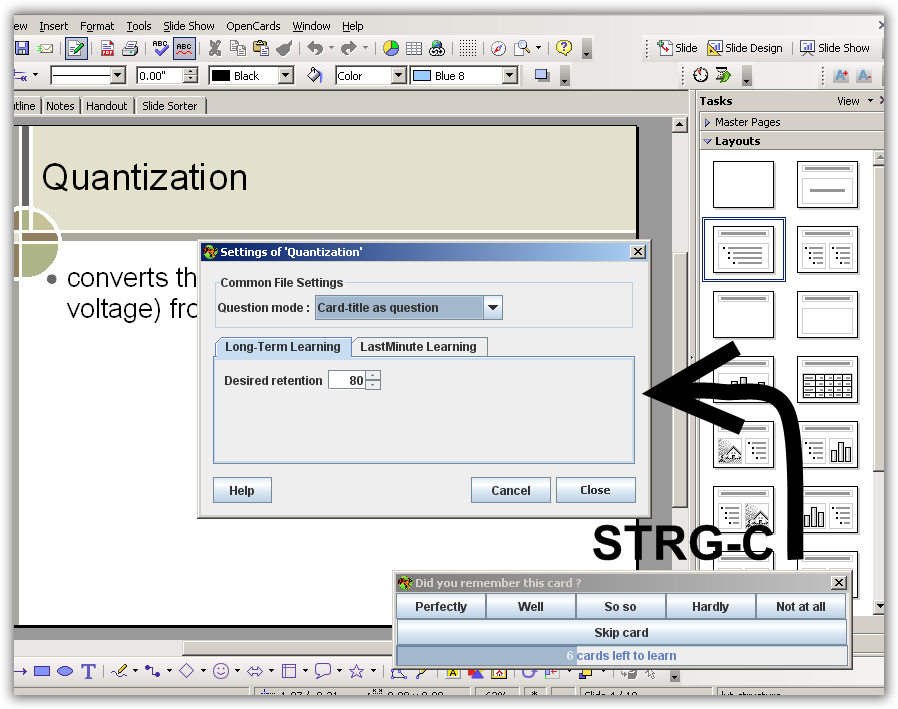 Insert Format Tools Slide Show OpenCards Window Help
ABC ABC PDF Slide Slide Design Slide Show
0.00" Black Color Blue 8
Notes Handout Slide Sorter
Tasks View
Master Pages
Layouts
Quantization
• converts th
voltage) fro
Settings of 'Quantization'
Common File Settings
Question mode : Card-title as question
Long-Term Learning LastMinute Learning
Desired retention 80
Help Cancel Close
STRG-C
Did you remember this card ?
Perfectly Well So so Hardly Not at all
Skip card
6 cards left to learn